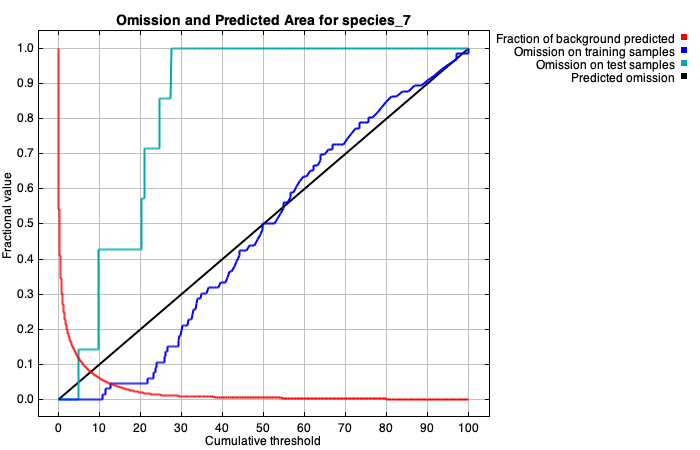 Omission and Predicted Area for species_7
Fraction of background predicted
Omission on training samples
Omission on test samples
Predicted omission
Fractional value
1.0
0.9
0.8
0.7
0.6
0.5
0.4
0.3
0.2
0.1
0.0
0 10 20 30 40 50 60 70 80 90 100
Cumulative threshold